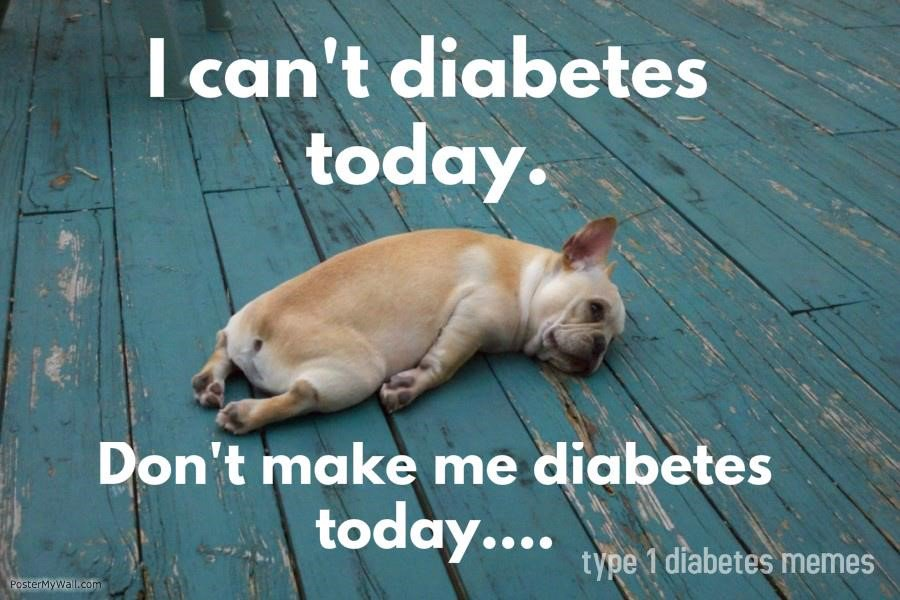 I can't diabetes
today.
Don't make me diabetes
today....
type 1 diabetes memes
PosterMyWall.com